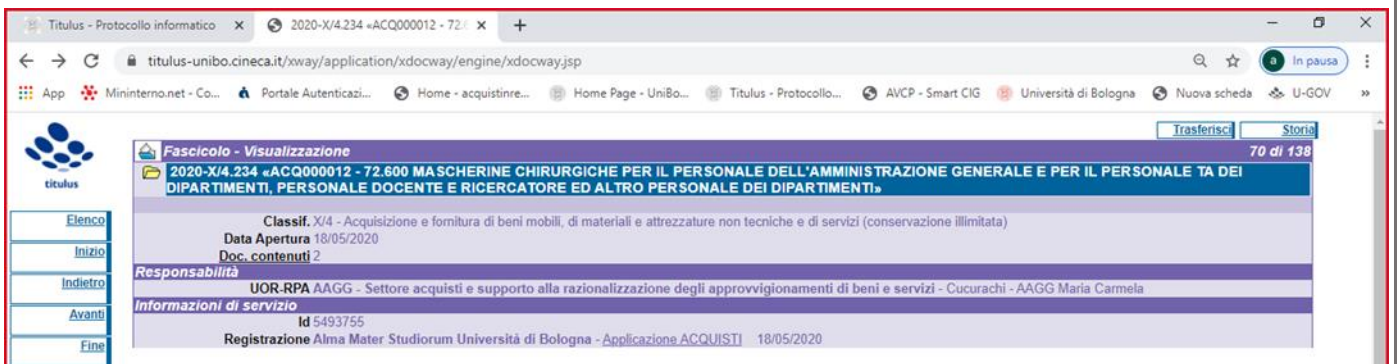 Titulus - Protocollo informatico
2020-X/4.234 «ACQ000012 - 72.
titulus-unibo.cineca.it/xway/application/xdocway/engine/xdocway.jsp
a In pausa
App Mininterno.net - Co... Portale Autenticazi... Home - acquistinre... Home Page - UniBo... Titulus - Protocollo... AVCP - Smart CIG Università di Bologna Nuova scheda U-GOV »
Trasferisci Storia
titulus
Fascicolo - Visualizzazione 70 di 138
2020-X/4.234 «ACQ000012 - 72.600 MASCHERINE CHIRURGICHE PER IL PERSONALE DELL'AMMINISTRAZIONE GENERALE E PER IL PERSONALE TA DEI
DIPARTIMENTI, PERSONALE DOCENTE E RICERCATORE ED ALTRO PERSONALE DEI DIPARTIMENTI»
Elenco
Inizio
Indietro
Avanti
Fine
Classif. X/4 - Acquisizione e fornitura di beni mobili, di materiali e attrezzature non tecniche e di servizi (conservazione illimitata)
Data Apertura 18/05/2020
Doc. contenuti 2
Responsabilità
UOR-RPA AAGG - Settore acquisti e supporto alla razionalizzazione degli approvvigionamenti di beni e servizi - Cucurachi - AAGG Maria Carmela
Informazioni di servizio
Id 5493755
Registrazione Alma Mater Studiorum Università di Bologna - Applicazione ACQUISTI 18/05/2020